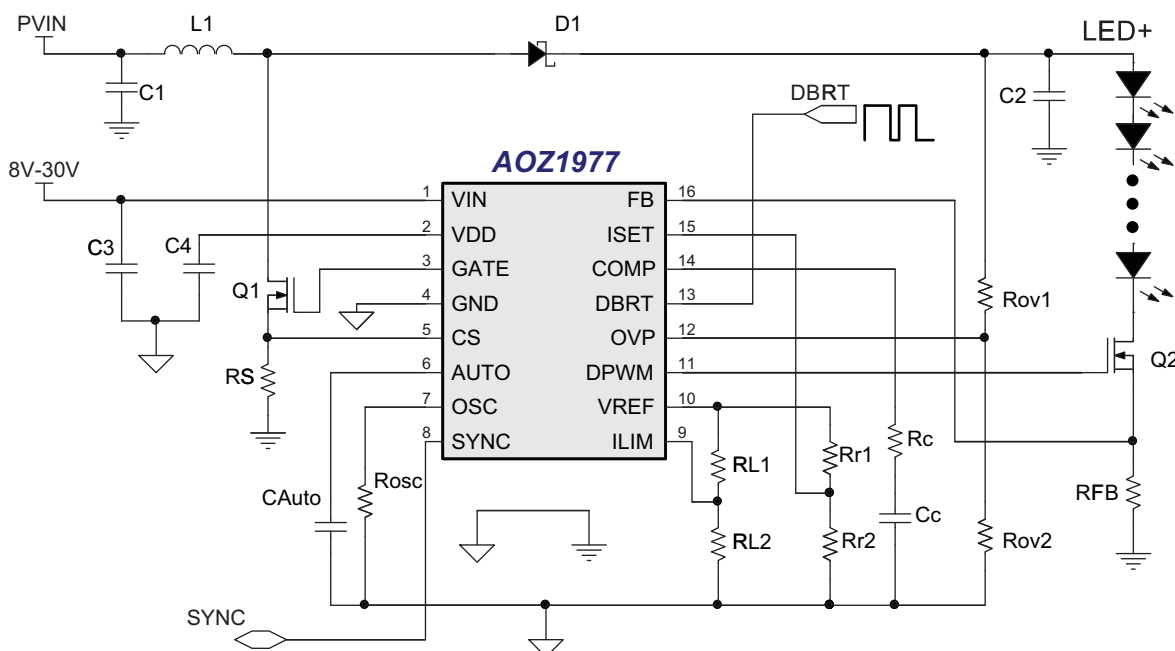 PVIN
L1
D1
LED+
C1
C2
DBRT
AOZ1977
8V-30V
1 VIN FB 16
2 VDD ISET 15
3 GATE COMP 14
4 GND DBRT 13
5 CS OVP 12
6 AUTO DPWM 11
7 OSC VREF 10
8 SYNC ILIM 9
C3
C4
Q1
RS
Rov1
Q2
CAuto
Rosc
RL1
Rr1
Rc
RFB
RL2
Rr2
Cc
Rov2
SYNC